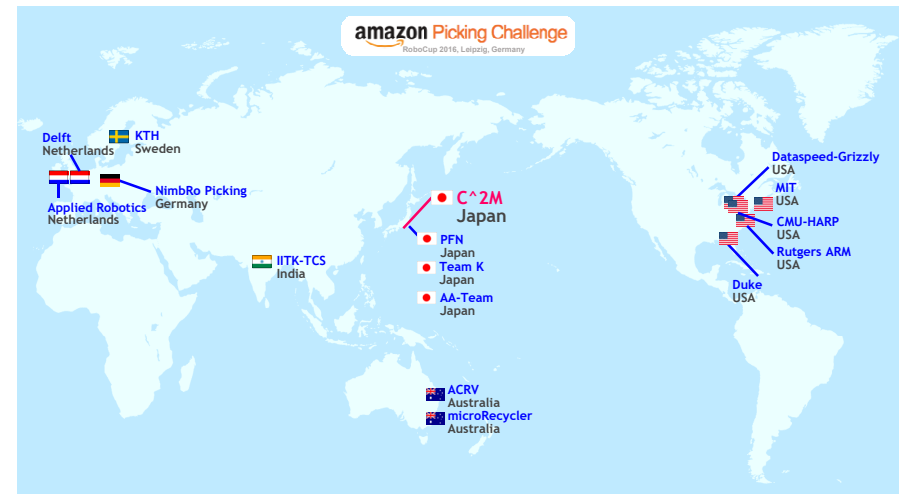 amazon Picking Challenge
RoboCup 2016, Leipzig, Germany
Delft
Netherlands
KTH
Sweden
NimbRo Picking
Germany
Applied Robotics
Netherlands
IITK-TCS
India
C^2M
Japan
PFN
Japan
Team K
Japan
AA-Team
Japan
ACRV
Australia
microRecycler
Australia
Dataspeed-Grizzly
USA
MIT
USA
CMU-HARP
USA
Rutgers ARM
USA
Duke
USA